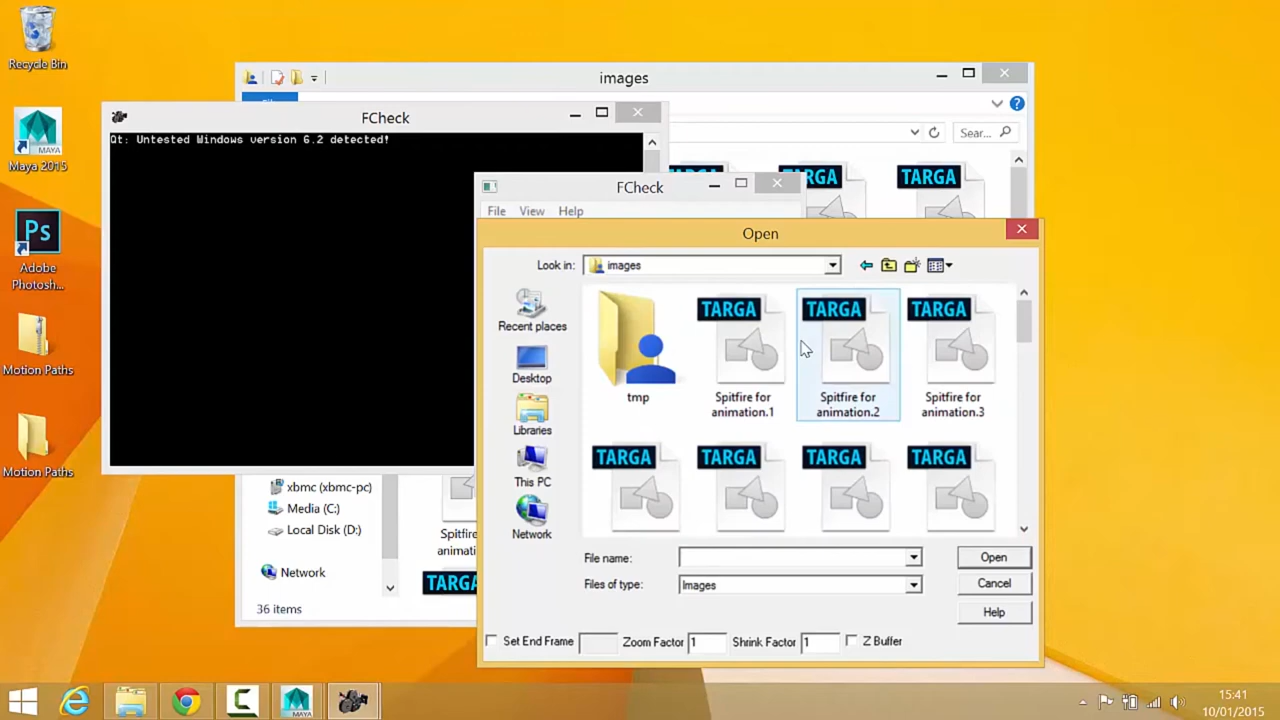 Recycle Bin
MAYA
Maya 2015
Ps
Adobe
Photosh...
Motion Paths
Motion Paths
images
FCheck
Qt: Untested Windows version 6.2 detected!
Sear...
TARGA
FCheck
File View Help
Open
Look in: images
Recent places
Desktop
Libraries
This PC
Network
TARGA TARGA TARGA
tmp
Spitfire for
animation.1
Spitfire for
animation.2
Spitfire for
animation.3
TARGA TARGA TARGA TARGA
File name:
Files of type: Images
Open
Cancel
Help
Set End Frame Zoom Factor 1 Shrink Factor 1 Z Buffer
xbmc (xbmc-pc)
Media (C:)
Local Disk (D:)
Network
36 items
Spitfire
MAYA
15:41
10/01/2015